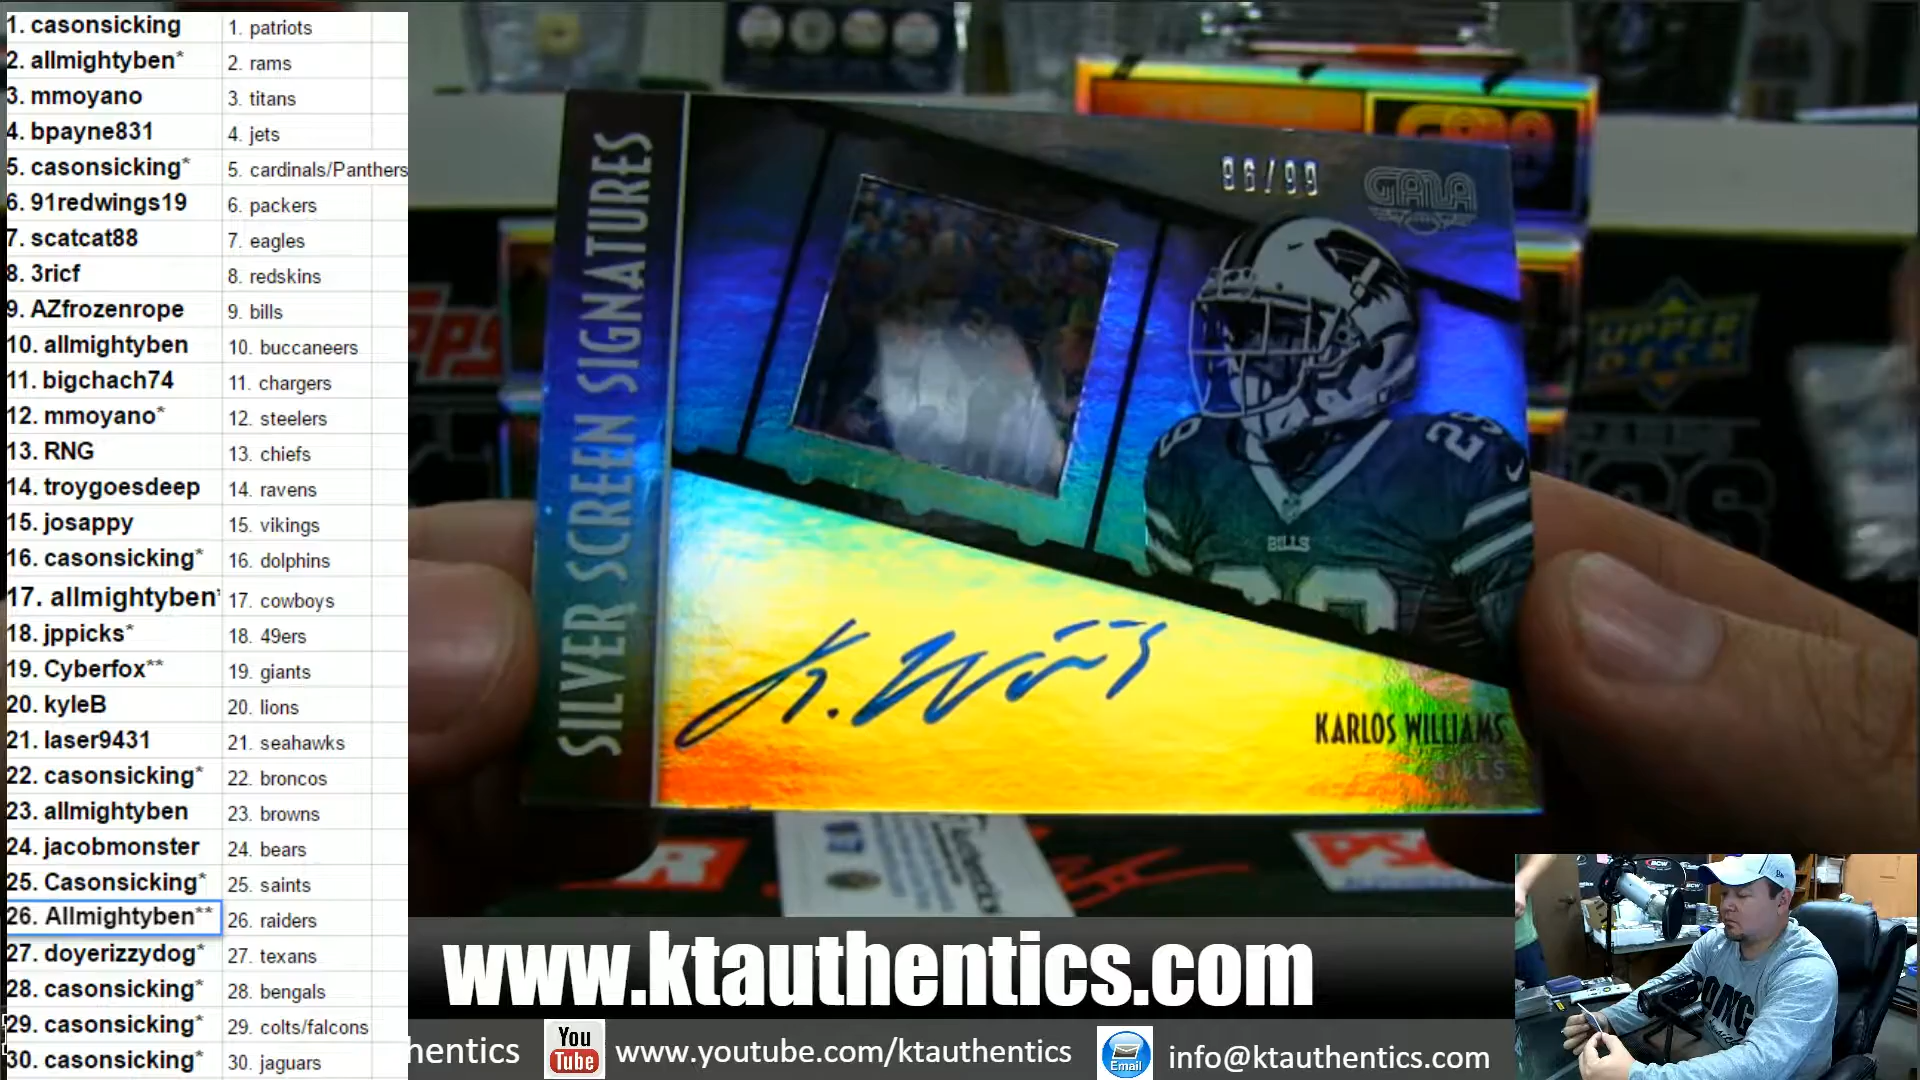 1. casonsicking 1. patriots
2. allmightyben* 2. rams
3. mmoyano 3. titans
4. bpayne831 4. jets
5. casonsicking* 5. cardinals/Panthers
6. 91redwings19 6. packers
7. scatcat88 7. eagles
8. 3ricf 8. redskins
9. AZfrozenrope 9. bills
10. allmightyben 10. buccaneers
11. bigchach74 11. chargers
12. mmoyano* 12. steelers
13. RNG 13. chiefs
14. troygoesdeep 14. ravens
15. josappy 15. vikings
16. casonsicking* 16. dolphins
17. allmightyben* 17. cowboys
18. jppicks* 18. 49ers
19. Cyberfox** 19. giants
20. kyleB 20. lions
21. laser9431 21. seahawks
22. casonsicking* 22. broncos
23. allmightyben 23. browns
24. jacobmonster 24. bears
25. Casonsicking* 25. saints
26. Allmightyben** 26. raiders
27. doyerizzydog* 27. texans
28. casonsicking* 28. bengals
29. casonsicking* 29. colts/falcons
30. casonsicking* 30. jaguars
SILVER SCREEN SIGNATURES
96/99
GALA
BILLS
29
K. Williams
KARLOS WILLIAMS
BILLS
UPPER DECK
www.ktauthentics.com
hentics
You Tube
www.youtube.com/ktauthentics
Email
info@ktauthentics.com